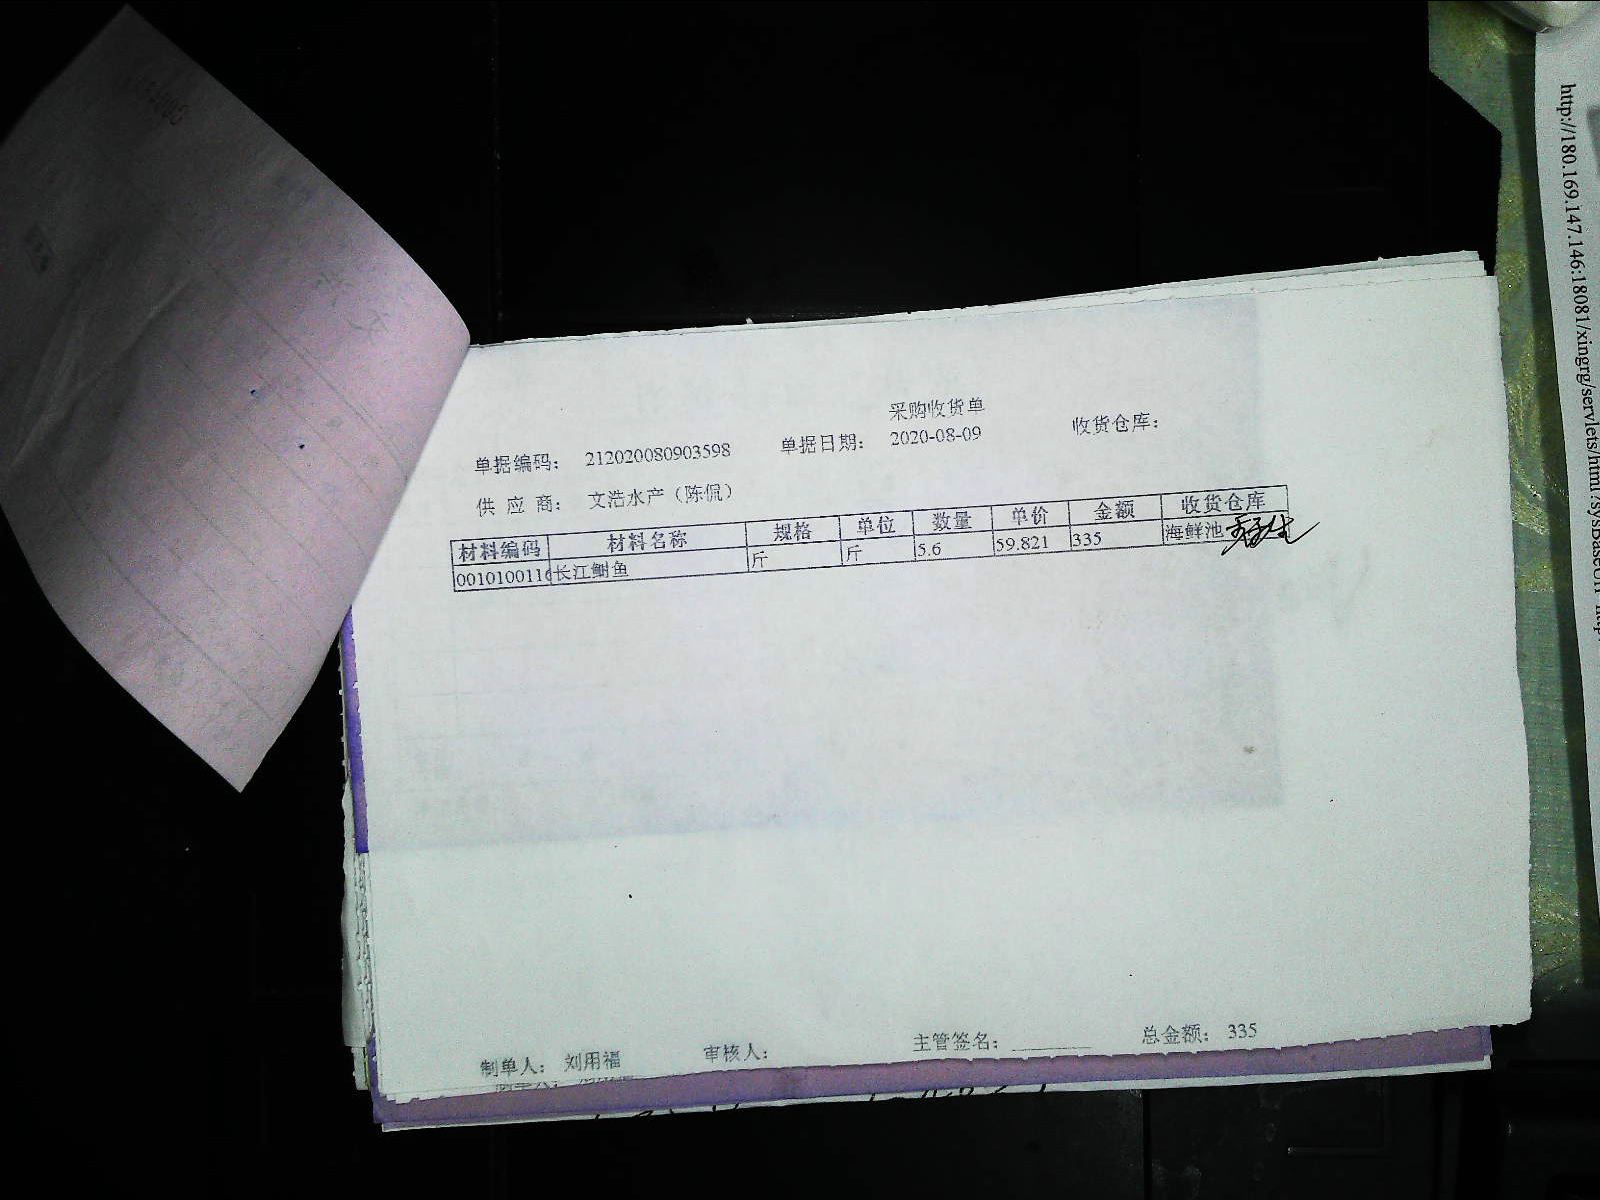 采购收货单
单据编码： 212020080903598 单据日期： 2020-08-09 收货仓库：
供 应 商： 文浩水产（陈侃）
材料编码 材料名称 规格 单位 数量 单价 金额 收货仓库
0010100116 长江鮰鱼 斤 斤 5.6 59.821 335 海鲜池
制单人： 刘用福 审核人： 主管签名： 总金额： 335
http://180.169.147.146:18081/xingrg/servlets/html?sysBaseUrl=http: